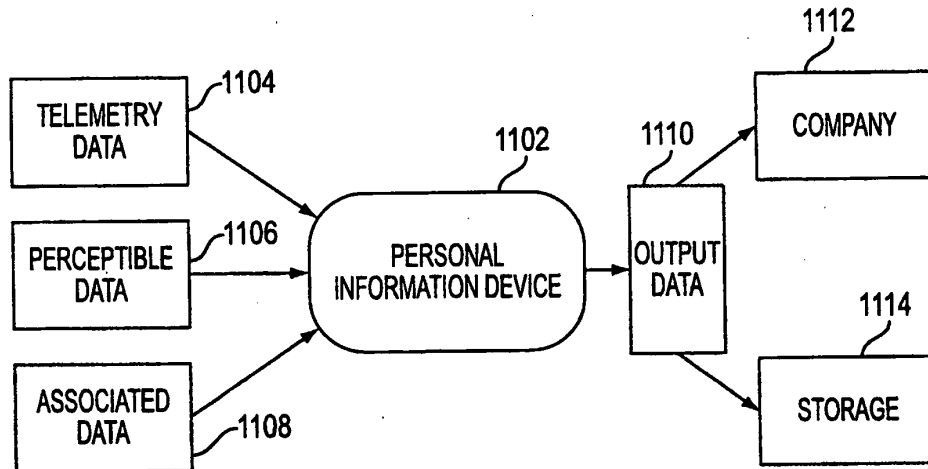 1104
TELEMETRY
DATA
1106
PERCEPTIBLE
DATA
ASSOCIATED
DATA
1108
1102
PERSONAL
INFORMATION DEVICE
1110
OUTPUT
DATA
1112
COMPANY
1114
STORAGE